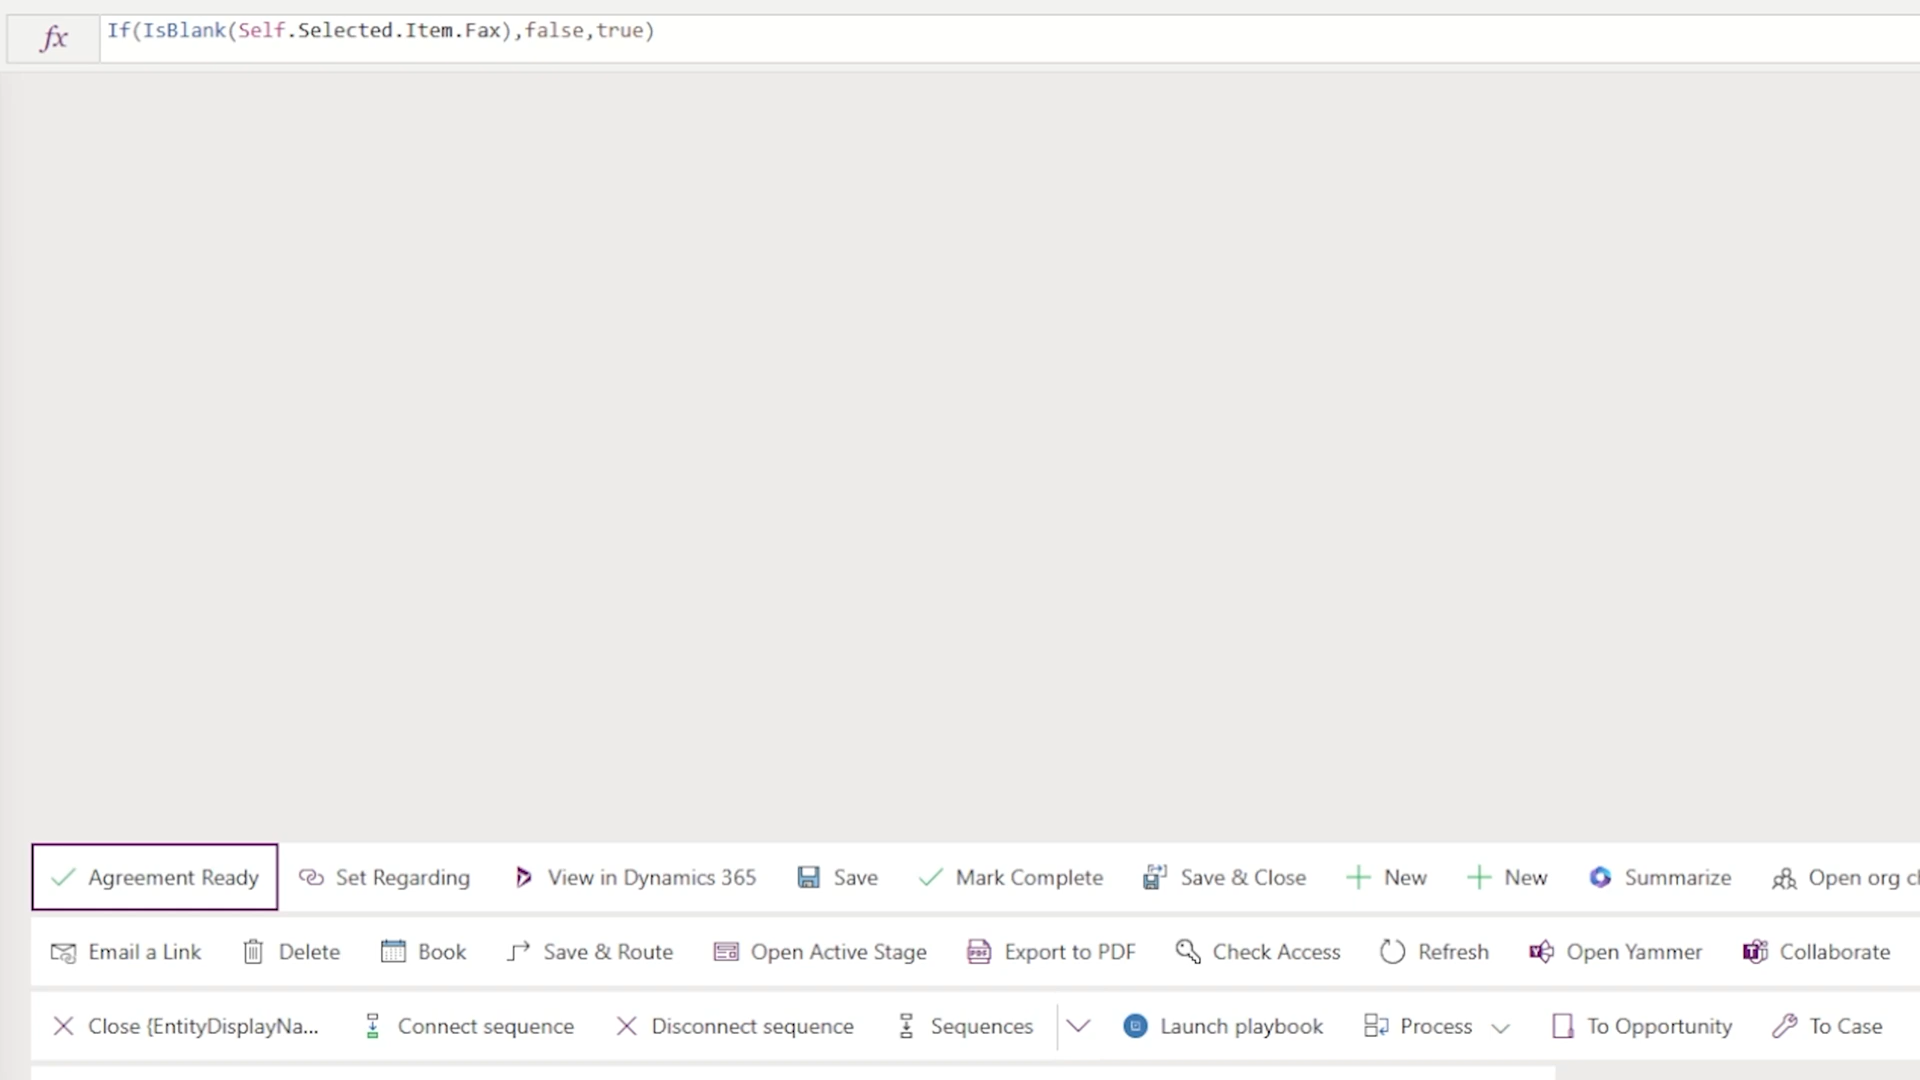 fx If(IsBlank(Self.Selected.Item.Fax),false,true)
Agreement Ready Set Regarding View in Dynamics 365 Save Mark Complete Save & Close New New Summarize Open org
Email a Link Delete Book Save & Route Open Active Stage Export to PDF Check Access Refresh Open Yammer Collaborate
Close {EntityDisplayNa... Connect sequence Disconnect sequence Sequences Launch playbook Process To Opportunity To Case